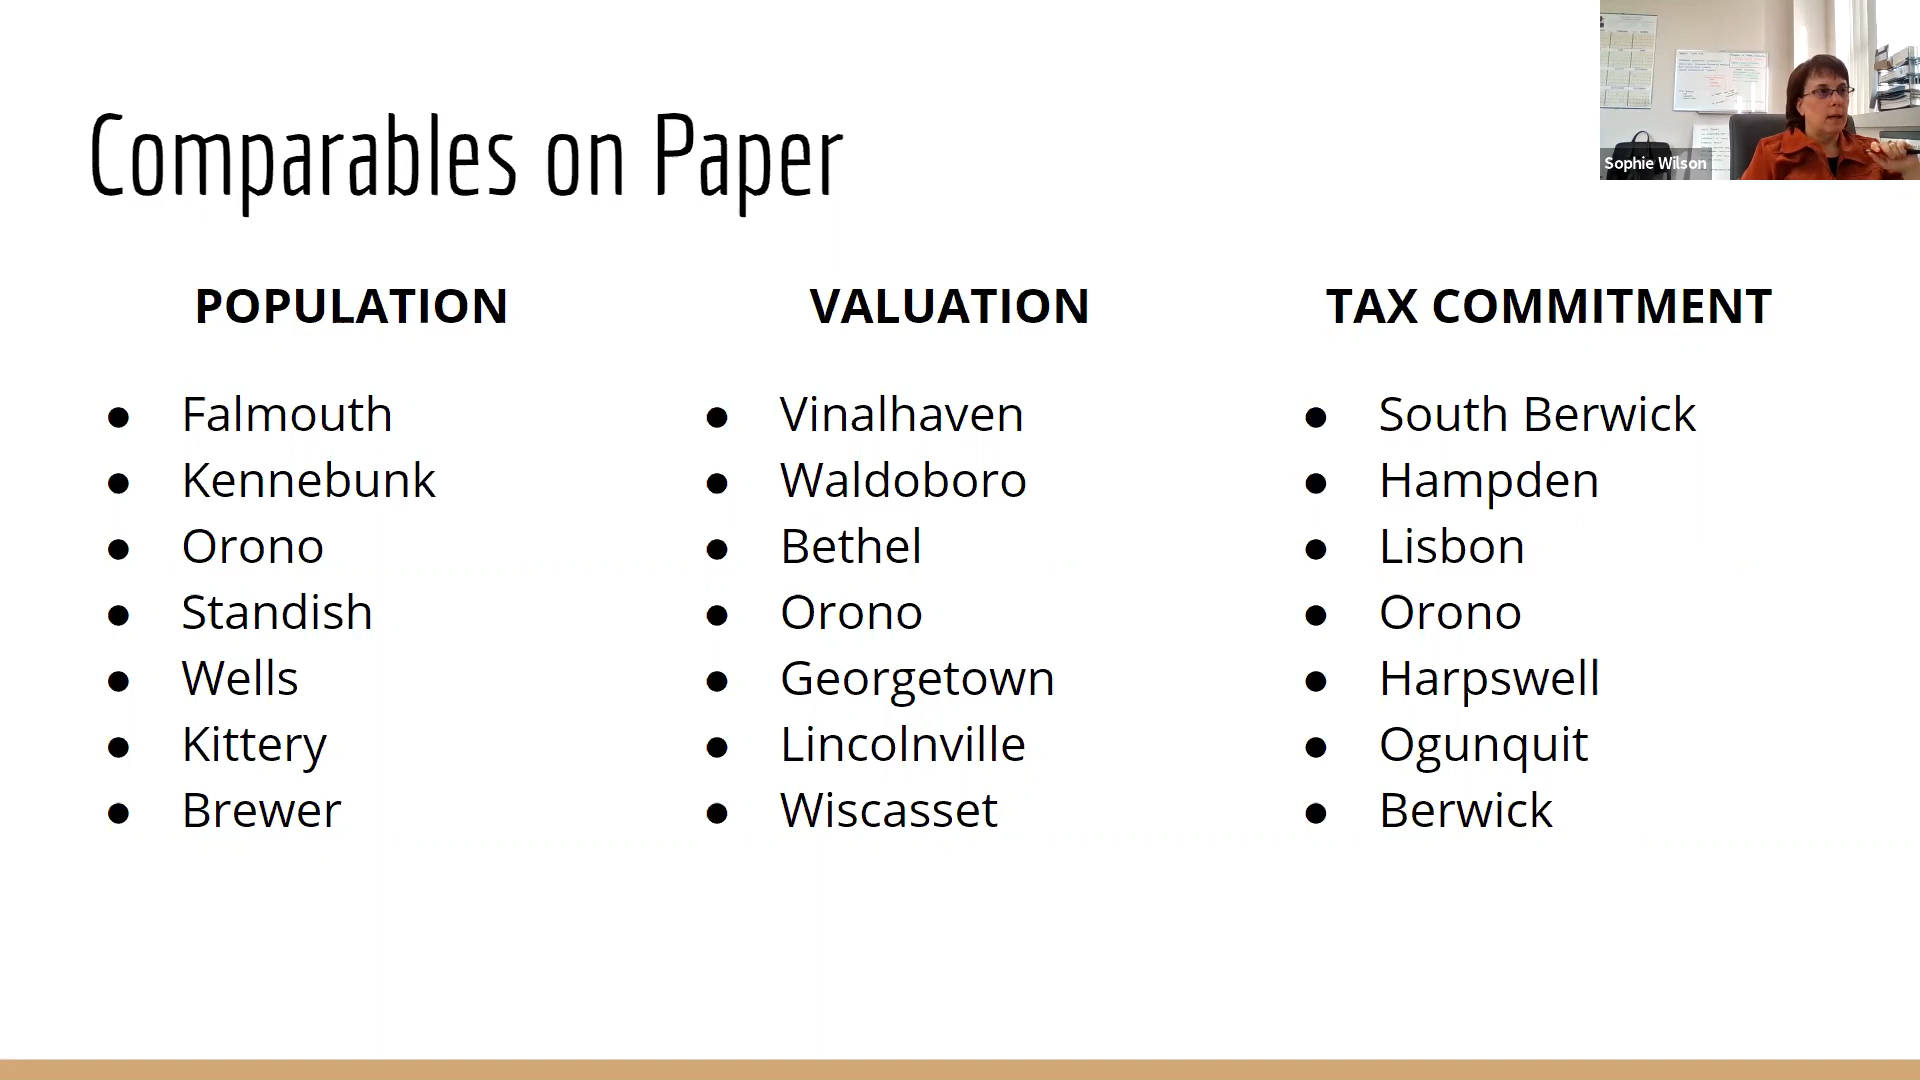 Comparables on Paper
Sophie Wilson
POPULATION
Falmouth
Kennebunk
Orono
Standish
Wells
Kittery
Brewer
VALUATION
Vinalhaven
Waldoboro
Bethel
Orono
Georgetown
Lincolnville
Wiscasset
TAX COMMITMENT
South Berwick
Hampden
Lisbon
Orono
Harpswell
Ogunquit
Berwick